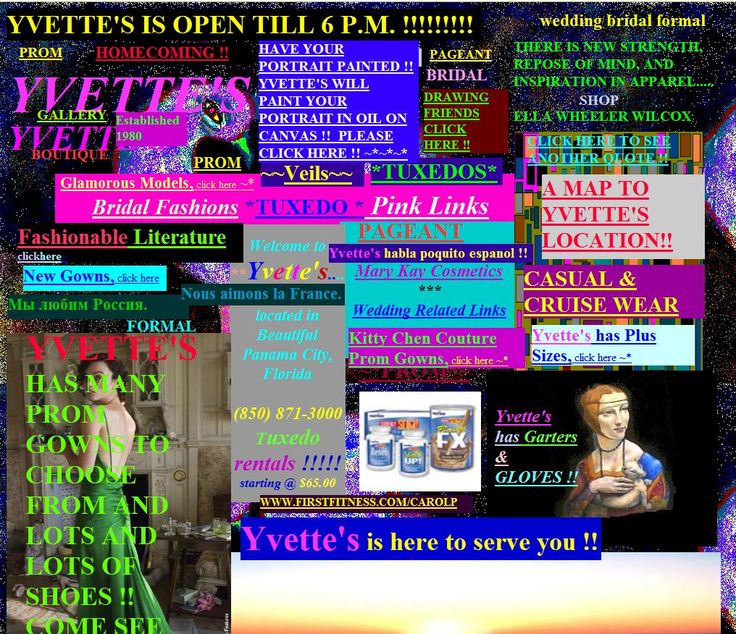 YVETTE'S IS OPEN TILL 6 P.M. !!!!!!!!!
wedding bridal formal
PROM
HOMECOMING !!
HAVE YOUR
PORTRAIT PAINTED !!
YVETTE'S WILL
PAINT YOUR
PORTRAIT IN OIL ON
CANVAS !! PLEASE
CLICK HERE !! ~*~*~*
PAGEANT
BRIDAL
THERE IS NEW STRENGTH,
REPOSE OF MIND, AND
INSPIRATION IN APPAREL....,
SHOP
ELLA WHEELER WILCOX
YVETTE'S
GALLERY
Established
1980
YVETT
BOUTIQUE
PROM
DRAWING
FRIENDS
CLICK
HERE !!
CLICK HERE TO SEE
ANOTHER QUOTE !!
~~Veils~~
*TUXEDOS*
Glamorous Models, click here ~*
Bridal Fashions *TUXEDO * Pink Links
A MAP TO
YVETTE'S
LOCATION!!
Fashionable Literature
clickhere
PAGEANT
Yvette's habla poquito espanol !!
New Gowns, click here
Welcome to
**Yvette's....
Mary Kay Cosmetics
***
Wedding Related Links
CASUAL &
CRUISE WEAR
Мы любим Россия.
Nous aimons la France.
FORMAL
located in
Beautiful
Panama City,
Florida
Kitty Chen Couture
Prom Gowns, click here ~*
Yvette's has Plus
Sizes, click here ~*
PROM
YVETTE'S
HAS MANY
PROM
GOWNS TO
CHOOSE
FROM AND
LOTS AND
LOTS OF
SHOES !!
COME SEE
(850) 871-3000
Tuxedo
rentals !!!!!
starting @ $65.00
FX
UP!
Yvette's
has Garters
&
GLOVES !!
WWW.FIRSTFITNESS.COM/CAROLP
Yvette's is here to serve you !!
Features